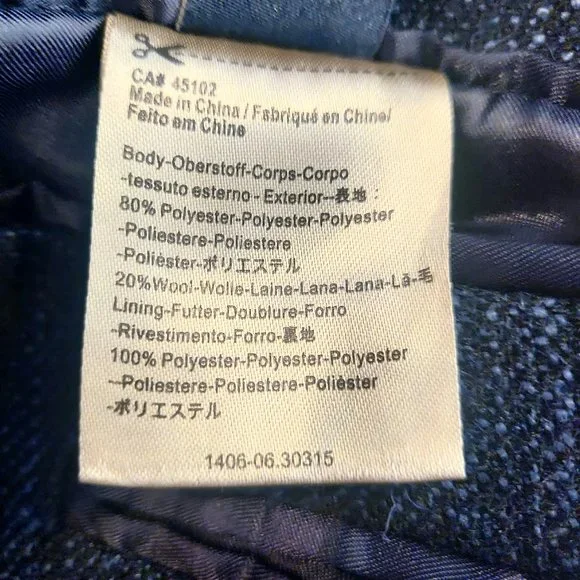 CA# 45102
Made in China / Fabriqué en Chine/
Feito em Chine
Body-Oberstoff-Corps-Corpo
-tessuto esterno - Exterior--表地:
80% Polyester-Polyester-Polyester
-Poliestere-Poliestere
-Polièster-ポリエステル
20%Wool-Wolle-Laine-Lana-Lana-Lã-毛
Lining-Futter-Doublure-Forro
-Rivestimento-Forro-裏地
100% Polyester-Polyester-Polyester
--Poliestere-Poliestere-Polièster
-ポリエステル
1406-06.30315